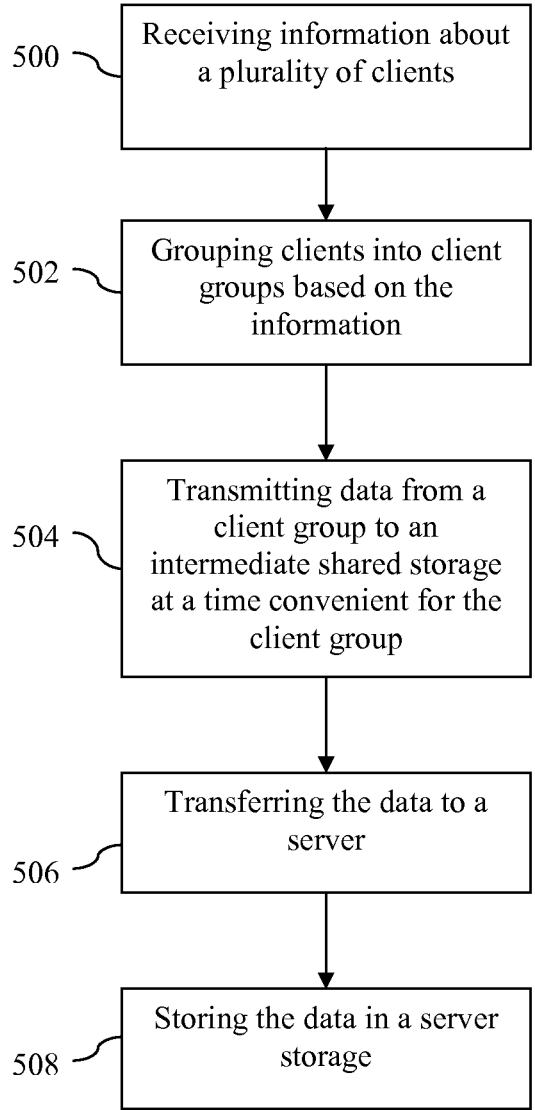 500
Receiving information about
a plurality of clients
502
Grouping clients into client
groups based on the
information
504
Transmitting data from a
client group to an
intermediate shared storage
at a time convenient for the
client group
506
Transferring the data to a
server
508
Storing the data in a server
storage